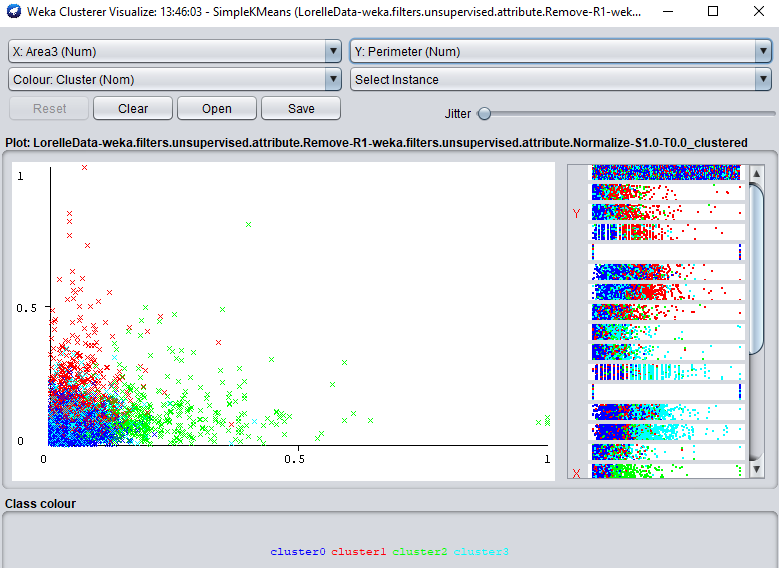 Weka Clusterer Visualize: 13:46:03 - SimpleKMeans (LorelleData-weka.filters.unsupervised.attribute.Remove-R1-wek...
X: Area3 (Num) Y: Perimeter (Num)
Colour: Cluster (Nom) Select Instance
Reset Clear Open Save Jitter
Plot: LorelleData-weka.filters.unsupervised.attribute.Remove-R1-weka.filters.unsupervised.attribute.Normalize-S1.0-T0.0_clustered
1
Y
0.5
0
X
0 0.5 1
Class colour
cluster0 cluster1 cluster2 cluster3